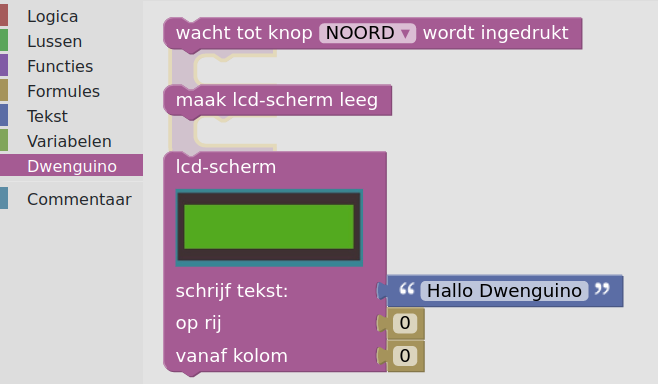 Logica
Lussen
Functies
Formules
Tekst
Variabelen
Dwenguino
Commentaar
wacht tot knop NOORD ▾ wordt ingedrukt
maak lcd-scherm leeg
lcd-scherm
schrijf tekst: “ Hallo Dwenguino ”
op rij 0
vanaf kolom 0